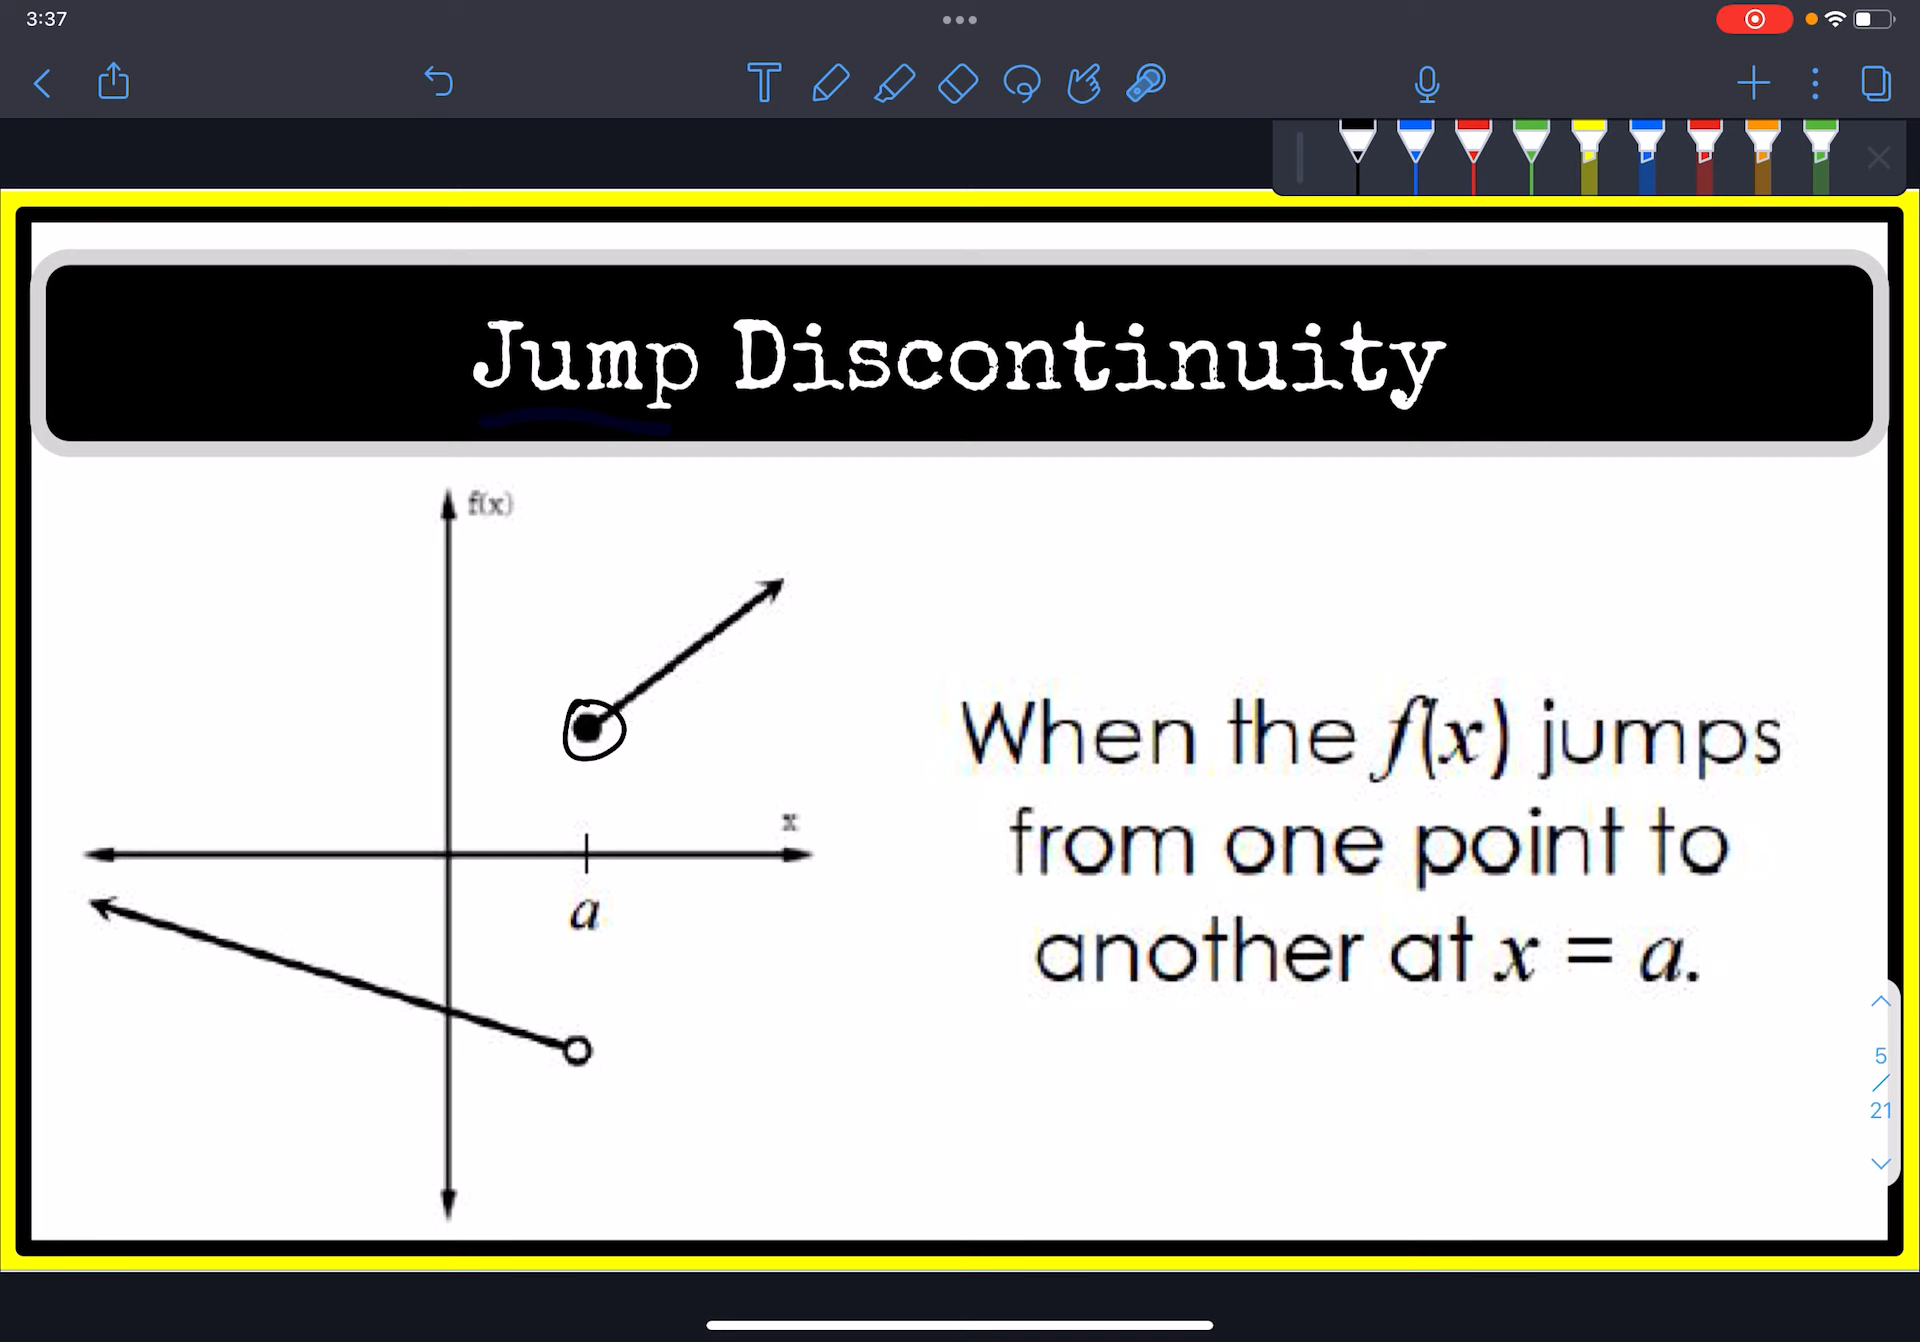 3:37
Jump Discontinuity
f(x)
x
a
When the f(x) jumps
from one point to
another at x = a.
5
/
21